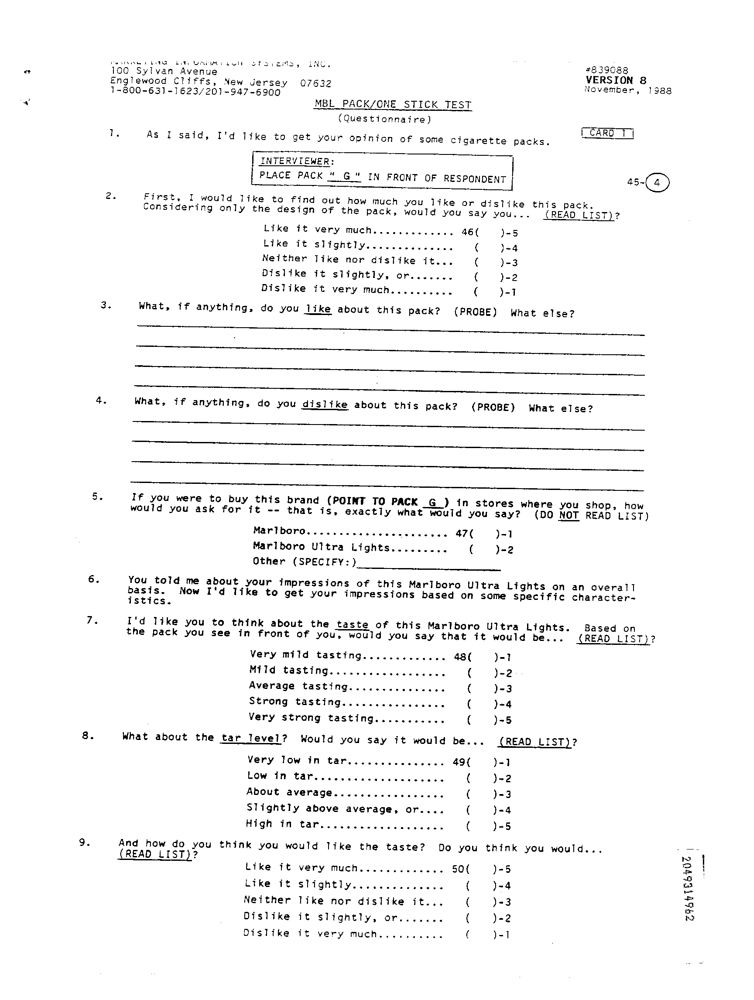 MARKETING INFORMATION SYSTEMS, INC.
100 Sylvan Avenue
Englewood Cliffs, New Jersey 07632
1-800-631-1623/201-947-6900
#839088
VERSION 8
November, 1988
MBL PACK/ONE STICK TEST
(Questionnaire)
CARD 1
1. As I said, I'd like to get your opinion of some cigarette packs.
INTERVIEWER:
PLACE PACK " G " IN FRONT OF RESPONDENT
45-4
2. First, I would like to find out how much you like or dislike this pack.
Considering only the design of the pack, would you say you... (READ LIST)?
Like it very much............. 46( )-5
Like it slightly.............. ( )-4
Neither like nor dislike it... ( )-3
Dislike it slightly, or....... ( )-2
Dislike it very much.......... ( )-1
3. What, if anything, do you like about this pack? (PROBE) What else?
4. What, if anything, do you dislike about this pack? (PROBE) What else?
5. If you were to buy this brand (POINT TO PACK G ) in stores where you shop, how
would you ask for it -- that is, exactly what would you say? (DO NOT READ LIST)
Marlboro...................... 47( )-1
Marlboro Ultra Lights......... ( )-2
Other (SPECIFY:)
6. You told me about your impressions of this Marlboro Ultra Lights on an overall
basis. Now I'd like to get your impressions based on some specific character-
istics.
7. I'd like you to think about the taste of this Marlboro Ultra Lights. Based on
the pack you see in front of you, would you say that it would be... (READ LIST)?
Very mild tasting............. 48( )-1
Mild tasting.................. ( )-2
Average tasting............... ( )-3
Strong tasting................ ( )-4
Very strong tasting........... ( )-5
8. What about the tar level? Would you say it would be... (READ LIST)?
Very low in tar............... 49( )-1
Low in tar.................... ( )-2
About average................. ( )-3
Slightly above average, or.... ( )-4
High in tar................... ( )-5
9. And how do you think you would like the taste? Do you think you would...
(READ LIST)?
Like it very much............. 50( )-5
Like it slightly.............. ( )-4
Neither like nor dislike it... ( )-3
Dislike it slightly, or....... ( )-2
Dislike it very much.......... ( )-1
2049314962